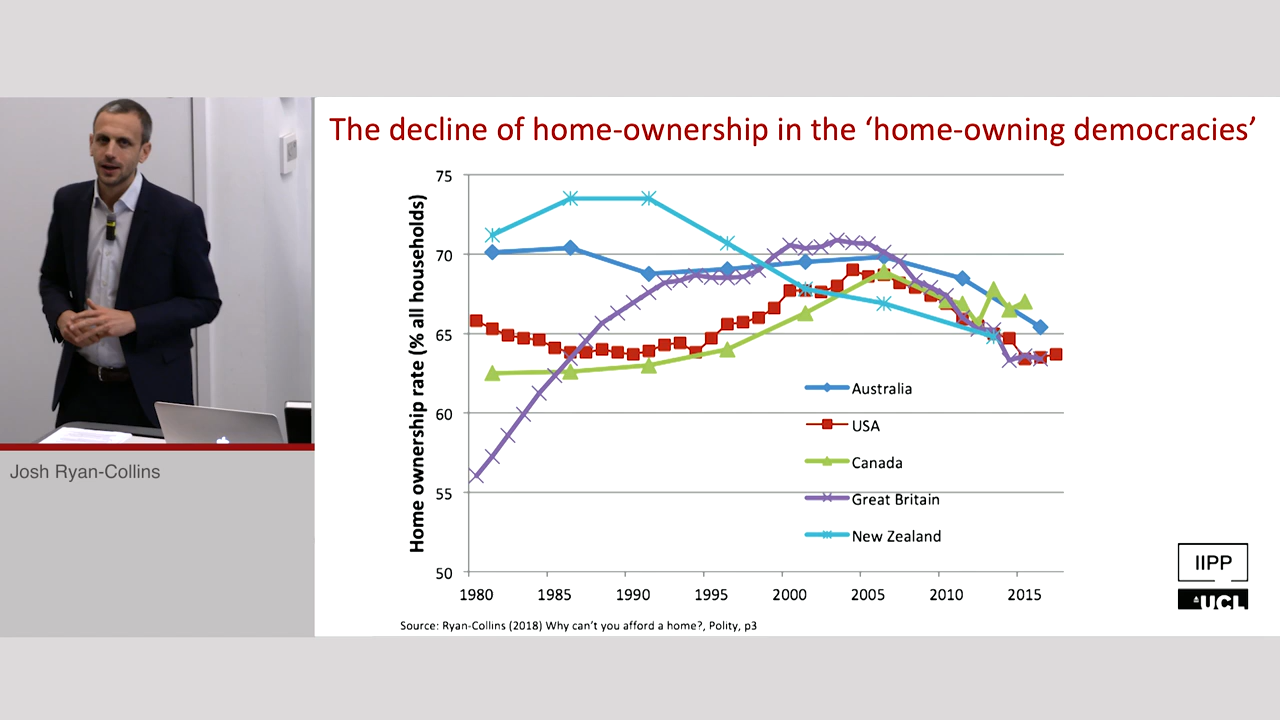 The decline of home-ownership in the ‘home-owning democracies’
Home ownership rate (% all households)
75
70
65
60
55
50
1980 1985 1990 1995 2000 2005 2010 2015
Australia
USA
Canada
Great Britain
New Zealand
Source: Ryan-Collins (2018) Why can't you afford a home?, Polity, p3
Josh Ryan-Collins
IIPP
UCL